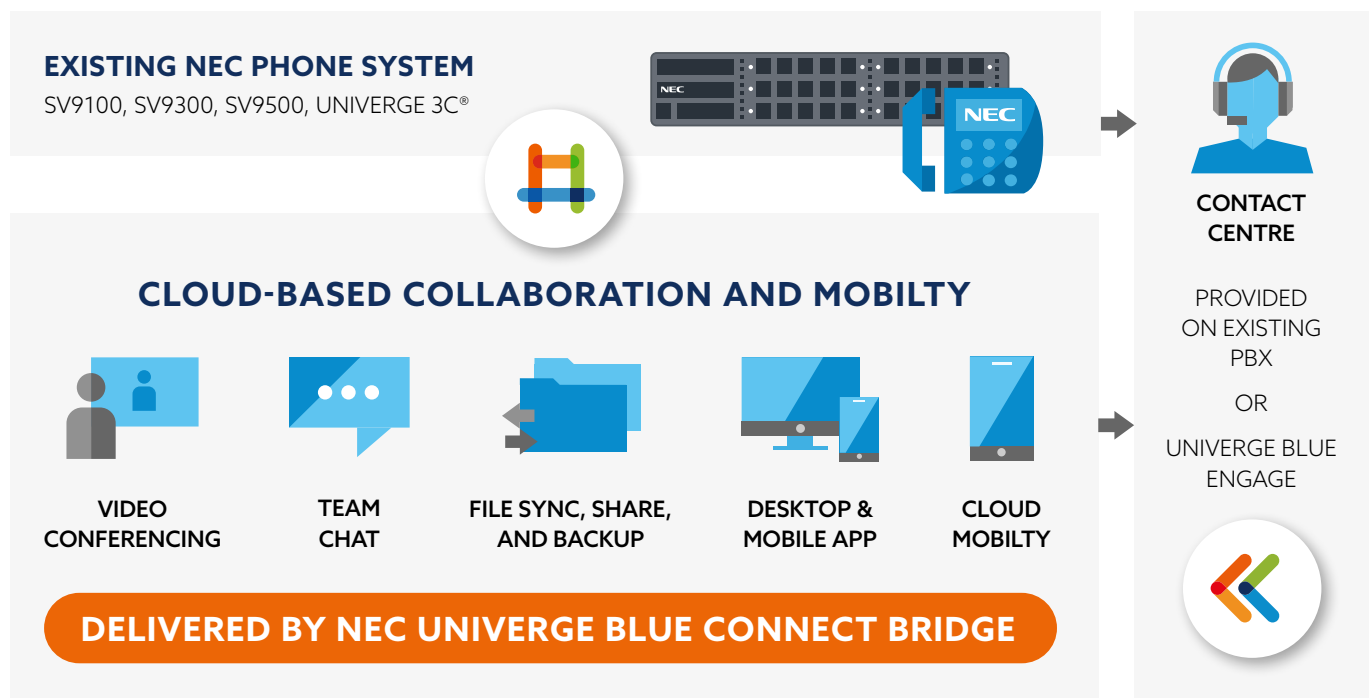 EXISTING NEC PHONE SYSTEM
SV9100, SV9300, SV9500, UNIVERGE 3C®
NEC
NEC
CLOUD-BASED COLLABORATION AND MOBILTY
VIDEO
CONFERENCING
TEAM
CHAT
FILE SYNC, SHARE,
AND BACKUP
DESKTOP &
MOBILE APP
CLOUD
MOBILTY
DELIVERED BY NEC UNIVERGE BLUE CONNECT BRIDGE
CONTACT
CENTRE
PROVIDED
ON EXISTING
PBX
OR
UNIVERGE BLUE
ENGAGE